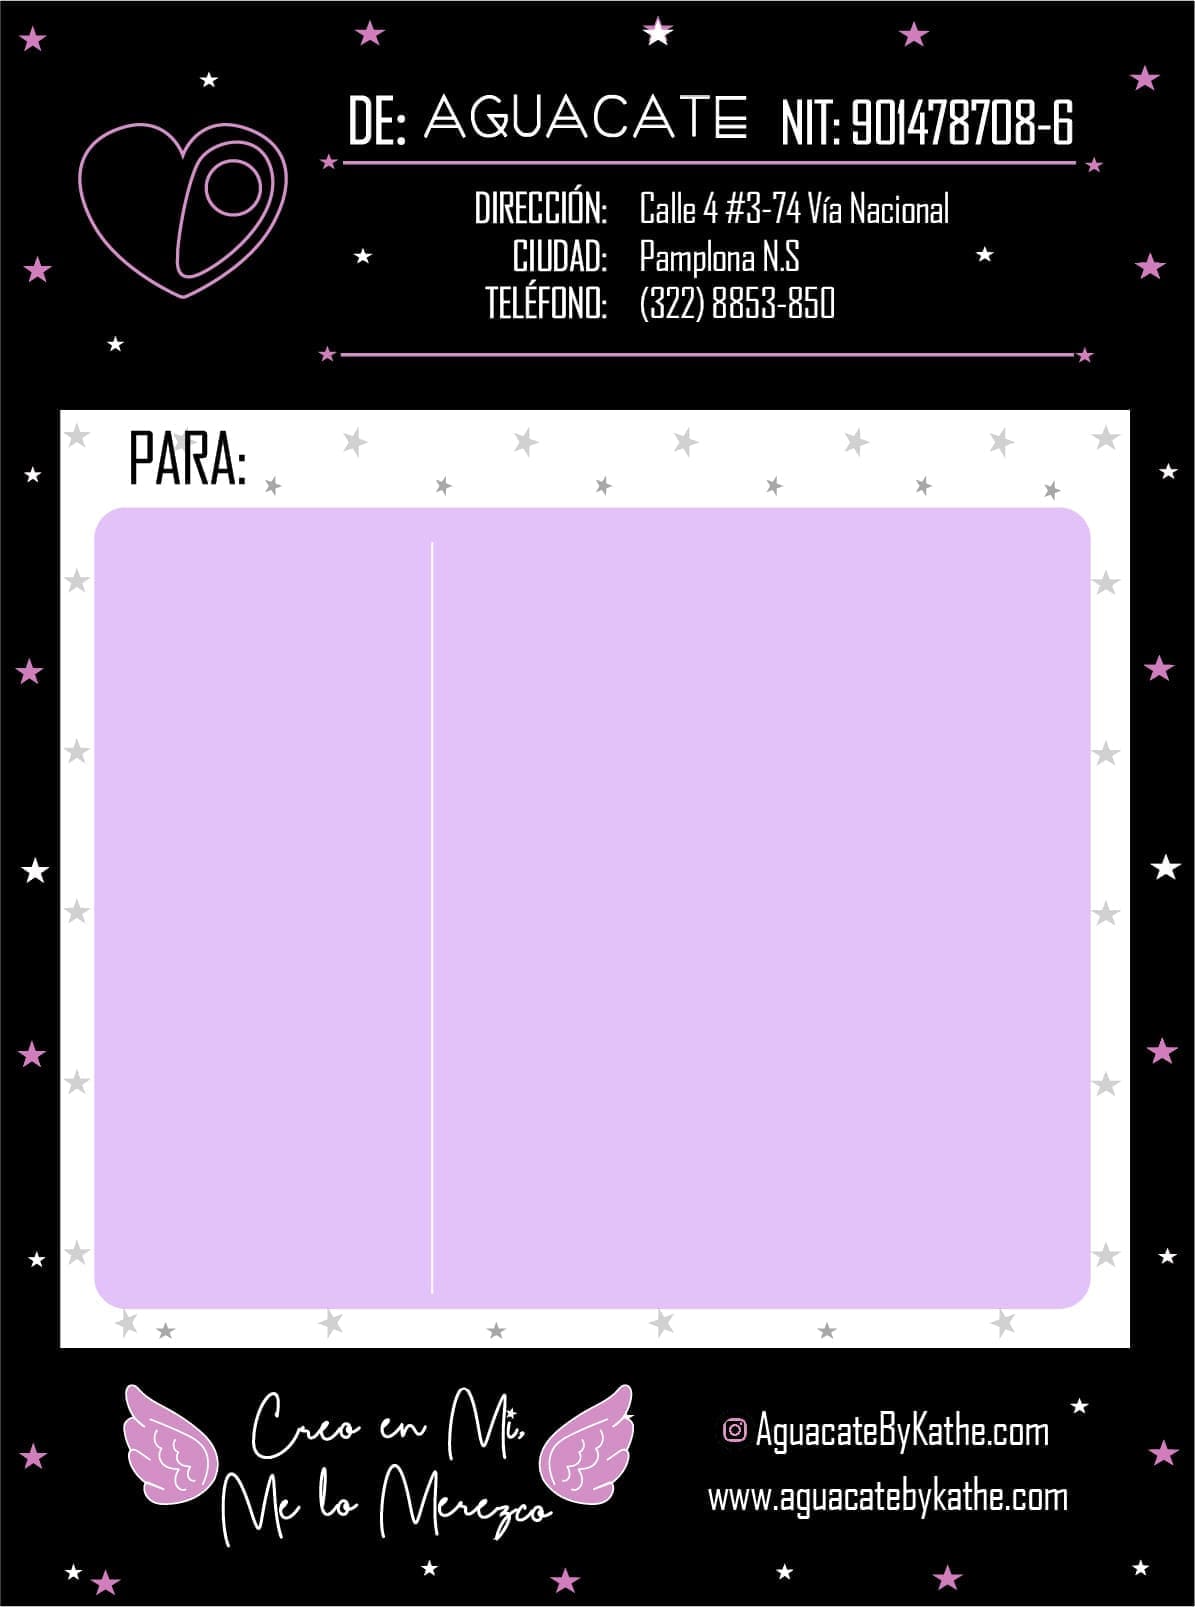 DE: AGUACATE NIT: 901478708-6
DIRECCIÓN: Calle 4 #3-74 Vía Nacional
CIUDAD: Pamplona N.S
TELÉFONO: (322) 8853-850
PARA:
Creo en Mi,
Me lo Merezco
AguacateByKathe.com
www.aguacatebykathe.com